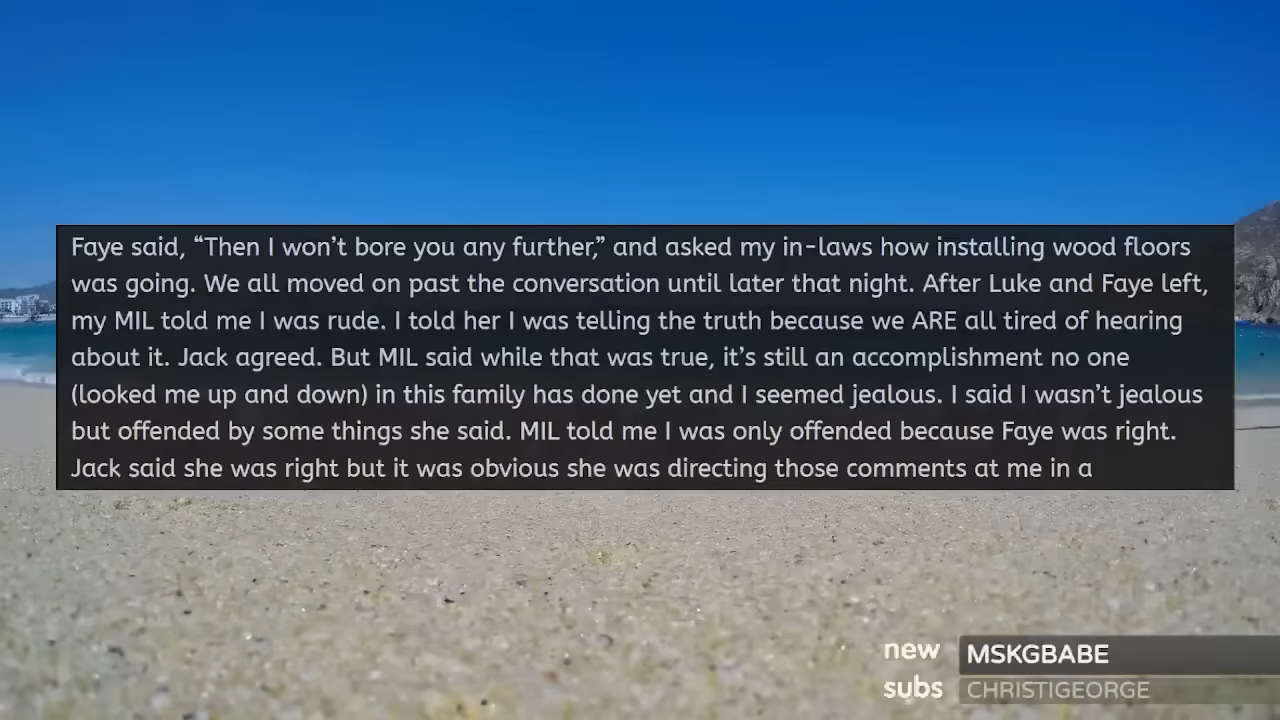 Faye said, “Then I won’t bore you any further,” and asked my in-laws how installing wood floors
was going. We all moved on past the conversation until later that night. After Luke and Faye left,
my MIL told me I was rude. I told her I was telling the truth because we ARE all tired of hearing
about it. Jack agreed. But MIL said while that was true, it’s still an accomplishment no one
(looked me up and down) in this family has done yet and I seemed jealous. I said I wasn’t jealous
but offended by some things she said. MIL told me I was only offended because Faye was right.
Jack said she was right but it was obvious she was directing those comments at me in a
new MSKGBABE
subs CHRISTIGEORGE